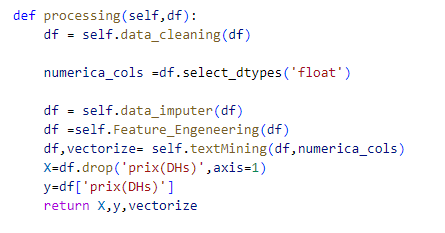 def processing(self,df):
    df = self.data_cleaning(df)
    numerica_cols =df.select_dtypes('float')
    df = self.data_imputer(df)
    df =self.Feature_Engeneering(df)
    df,vectorize= self.textMining(df,numerica_cols)
    X=df.drop('prix(DHs)',axis=1)
    y=df['prix(DHs)']
    return X,y,vectorize